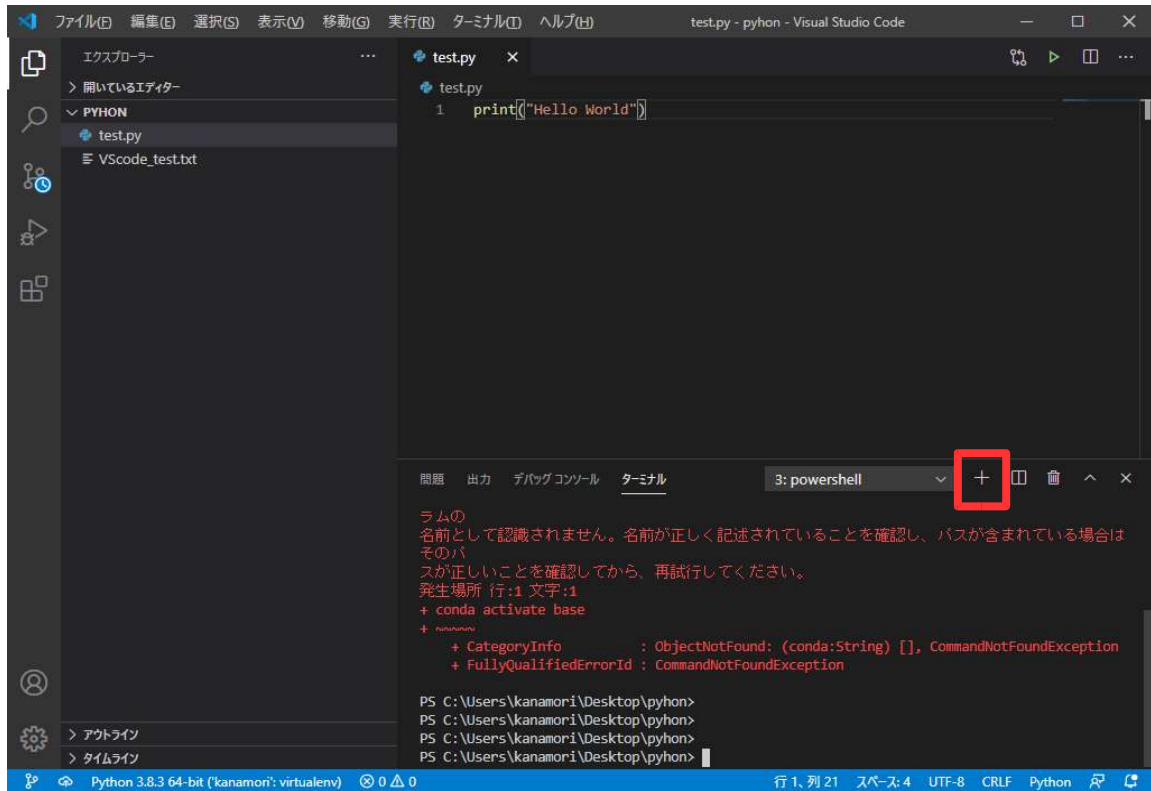 ファイル(F) 編集(E) 選択(S) 表示(V) 移動(G) 実行(R) ターミナル(T) ヘルプ(H) test.py - pyhon - Visual Studio Code
エクスプローラー
開いているエディター
PYHON
test.py
VScode_test.txt
アウトライン
タイムライン
test.py
test.py
1 print("Hello World")
問題 出力 デバッグ コンソール ターミナル 3: powershell
ラムの
名前として認識されません。名前が正しく記述されていることを確認し、パスが含まれている場合は
そのパ
スが正しいことを確認してから、再試行してください。
発生場所 行:1 文字:1
+ conda activate base
+ ~~~~~
+ CategoryInfo : ObjectNotFound: (conda:String) [], CommandNotFoundException
+ FullyQualifiedErrorId : CommandNotFoundException
PS C:\Users\kanamori\Desktop\pyhon>
PS C:\Users\kanamori\Desktop\pyhon>
PS C:\Users\kanamori\Desktop\pyhon>
PS C:\Users\kanamori\Desktop\pyhon>
Python 3.8.3 64-bit ('kanamori': virtualenv) 0 0 行 1、列 21 スペース: 4 UTF-8 CRLF Python